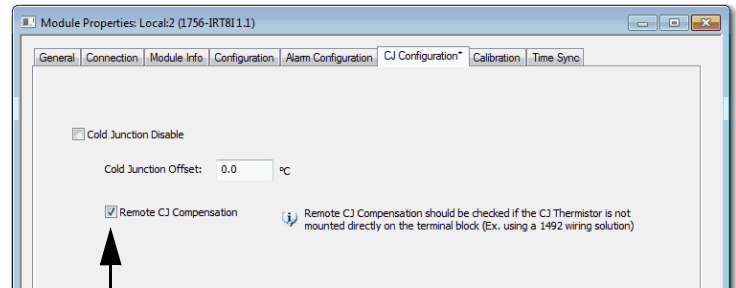 Module Properties: Local:2 (1756-IRT8I 1.1)
General Connection Module Info Configuration Alarm Configuration CJ Configuration* Calibration Time Sync
Cold Junction Disable
Cold Junction Offset: 0.0 °C
Remote CJ Compensation
Remote CJ Compensation should be checked if the CJ Thermistor is not
mounted directly on the terminal block (Ex. using a 1492 wiring solution)